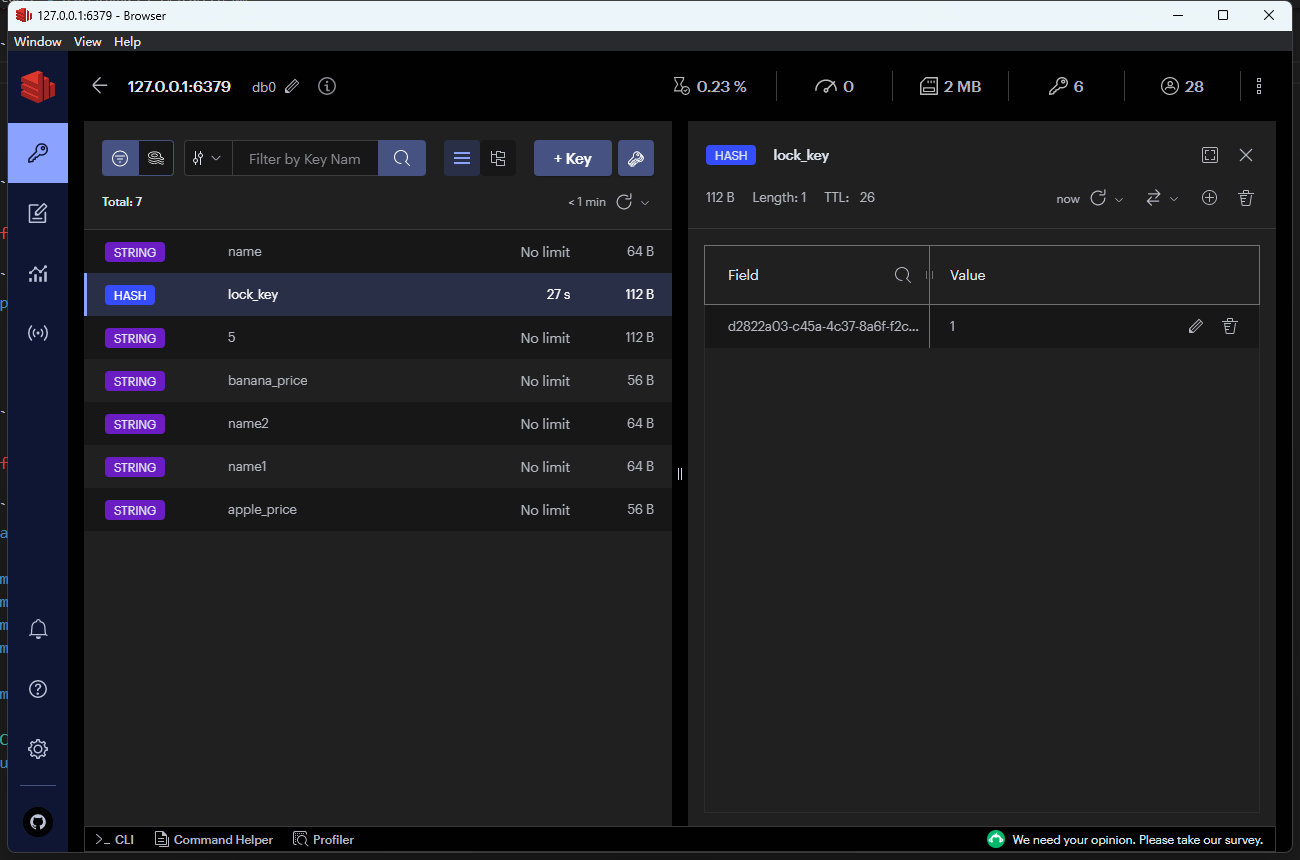 127.0.0.1:6379 - Browser
Window View Help
127.0.0.1:6379 db0 0.23 % 0 2 MB 6 28
Filter by Key Nam + Key
Total: 7 < 1 min
STRING name No limit 64 B
HASH lock_key 27 s 112 B
STRING 5 No limit 112 B
STRING banana_price No limit 56 B
STRING name2 No limit 64 B
STRING name1 No limit 64 B
STRING apple_price No limit 56 B
HASH lock_key
112 B Length: 1 TTL: 26 now
Field Value
d2822a03-c45a-4c37-8a6f-f2c... 1
>_ CLI Command Helper Profiler We need your opinion. Please take our survey.